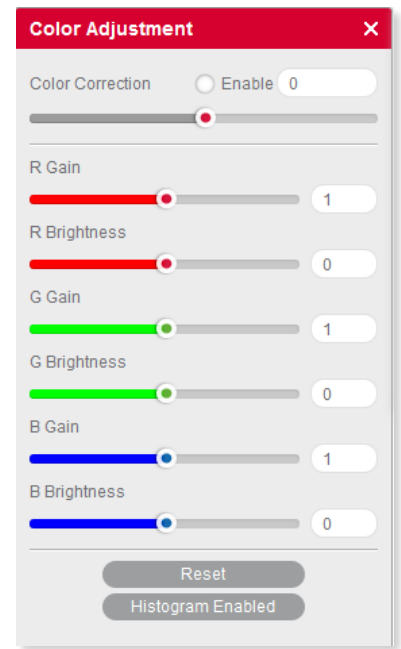 Color Adjustment ×
Color Correction Enable 0
R Gain
1
R Brightness
0
G Gain
1
G Brightness
0
B Gain
1
B Brightness
0
Reset
Histogram Enabled